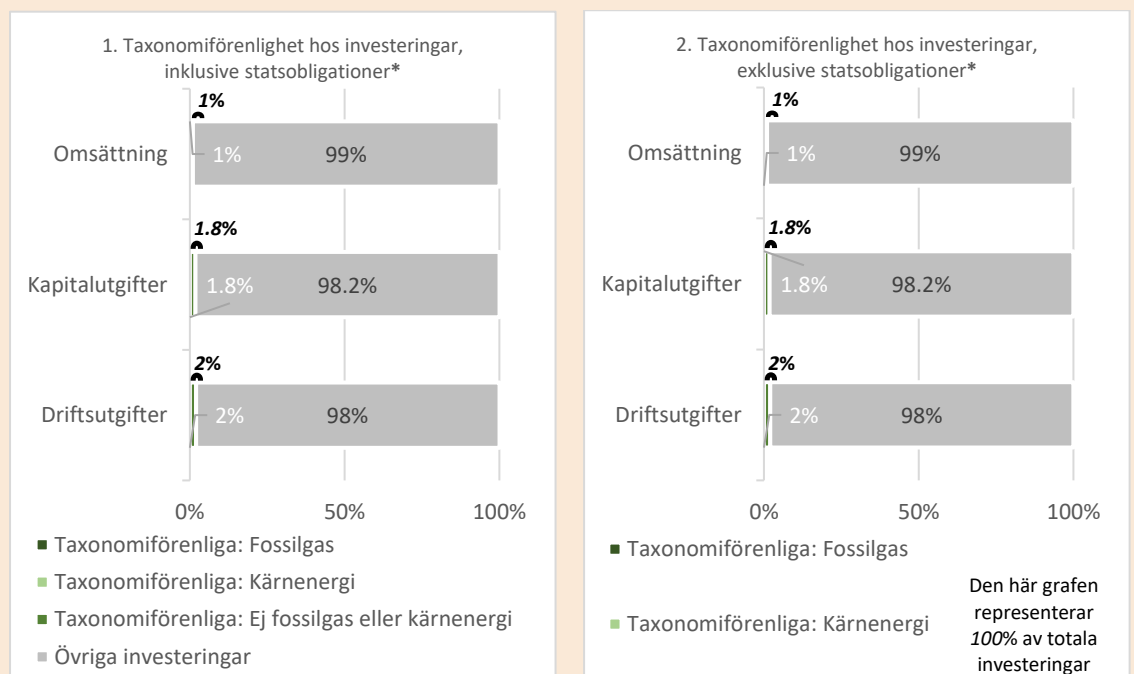 1. Taxonomiförenlighet hos investeringar,
inklusive statsobligationer*
1%
Omsättning
1%
99%
1.8%
Kapitalutgifter
1.8%
98.2%
2%
Driftsutgifter
2%
98%
0%
50%
100%
Taxonomiförenliga: Fossilgas
Taxonomiförenliga: Kärnenergi
Taxonomiförenliga: Ej fossilgas eller kärnenergi
Övriga investeringar
2. Taxonomiförenlighet hos investeringar,
exklusive statsobligationer*
1%
Omsättning
1%
99%
1.8%
Kapitalutgifter
1.8%
98.2%
2%
Driftsutgifter
2%
98%
0%
50%
100%
Taxonomiförenliga: Fossilgas
Taxonomiförenliga: Kärnenergi
Den här grafen
representerar
100% av totala
investeringar